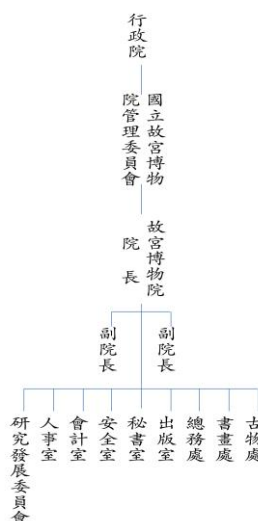 行政院
國立故宮博物
院管理委員會
故宮博物院
院長
副院長
副院長
古物處
書畫處
總務處
出版室
秘書室
安全室
會計室
人事室
研究發展委員會